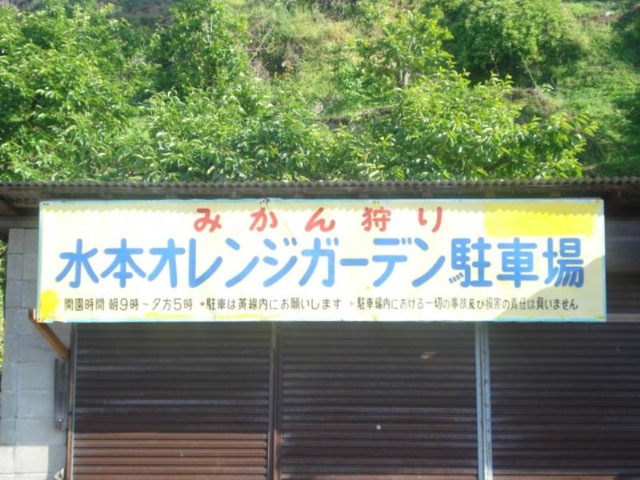 みかん狩り
水本オレンジガーデン駐車場
開園時間 朝9時～夕方5時 *駐車は黄線内にお願いします *駐車場内における一切の事故及び損害の責任は負いません